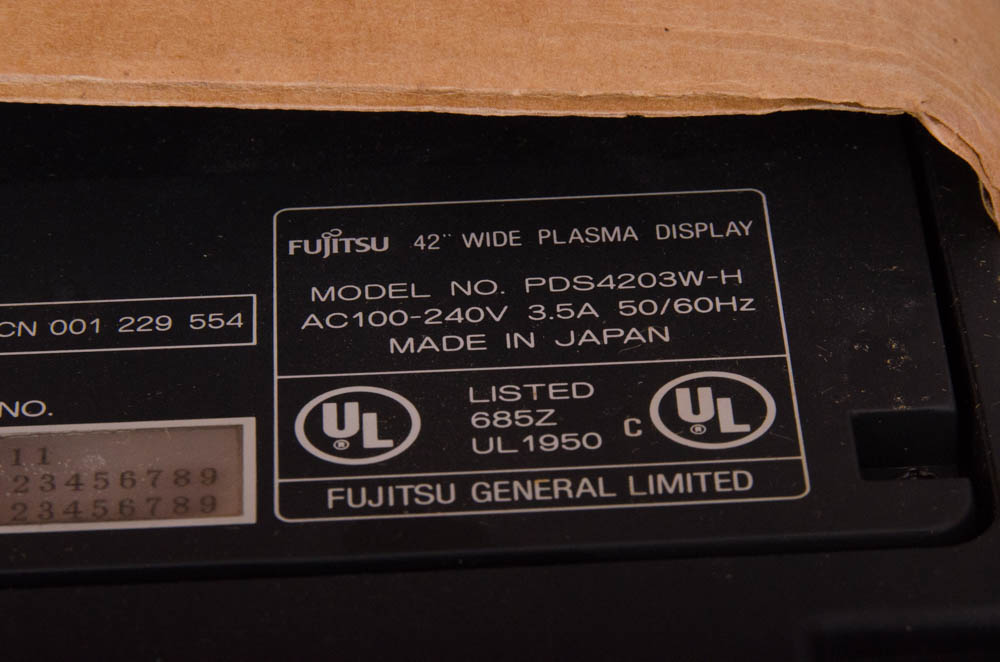 FUJITSU 42" WIDE PLASMA DISPLAY
MODEL NO. PDS4203W-H
AC100-240V 3.5A 50/60Hz
MADE IN JAPAN
UL®
LISTED
685Z
UL1950
C UL®
FUJITSU GENERAL LIMITED
CN 001 229 554
NO.
11
23456789
23456789